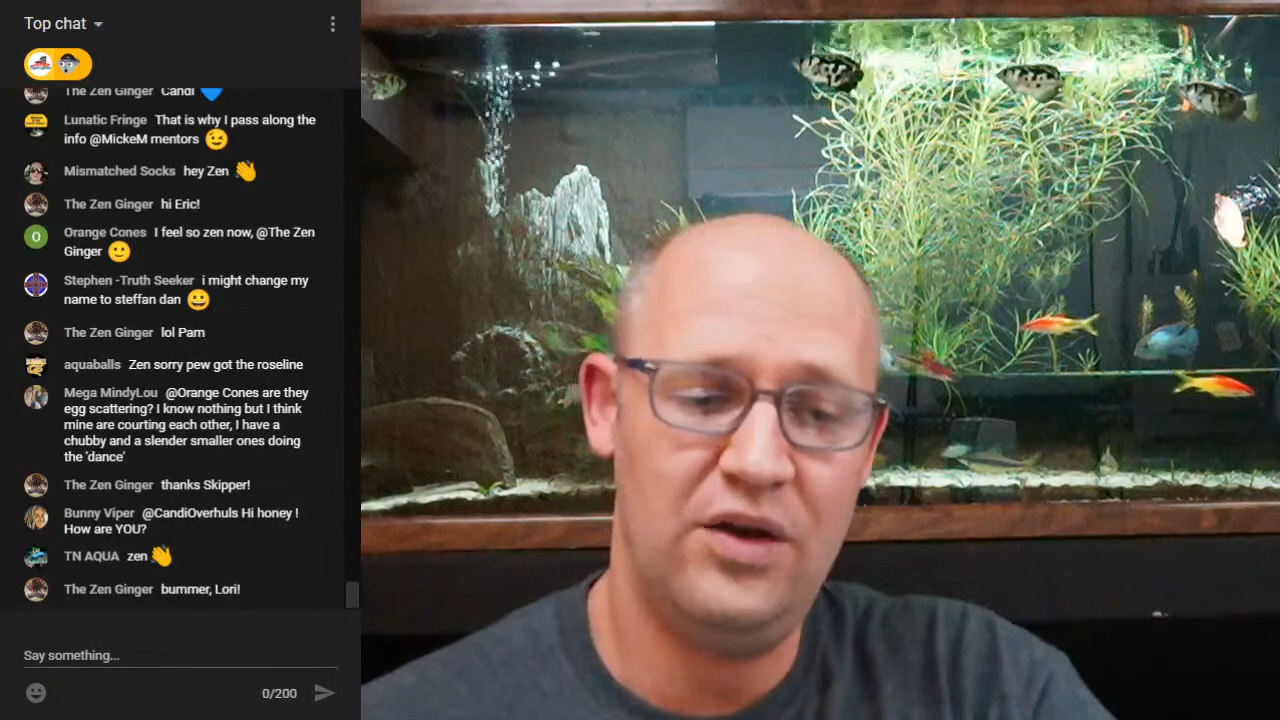 Top chat
The Zen Ginger Candi
Lunatic Fringe That is why I pass along the
info @MickeM mentors
Mismatched Socks hey Zen
The Zen Ginger hi Eric!
O
Orange Cones I feel so zen now, @The Zen
Ginger
Stephen -Truth Seeker i might change my
name to steffan dan
The Zen Ginger lol Pam
aquaballs Zen sorry pew got the roseline
Mega MindyLou @Orange Cones are they
egg scattering? I know nothing but I think
mine are courting each other, I have a
chubby and a slender smaller ones doing
the 'dance'
The Zen Ginger thanks Skipper!
Bunny Viper @CandiOverhuls Hi honey !
How are YOU?
TN AQUA zen
The Zen Ginger bummer, Lori!
Say something...
0/200